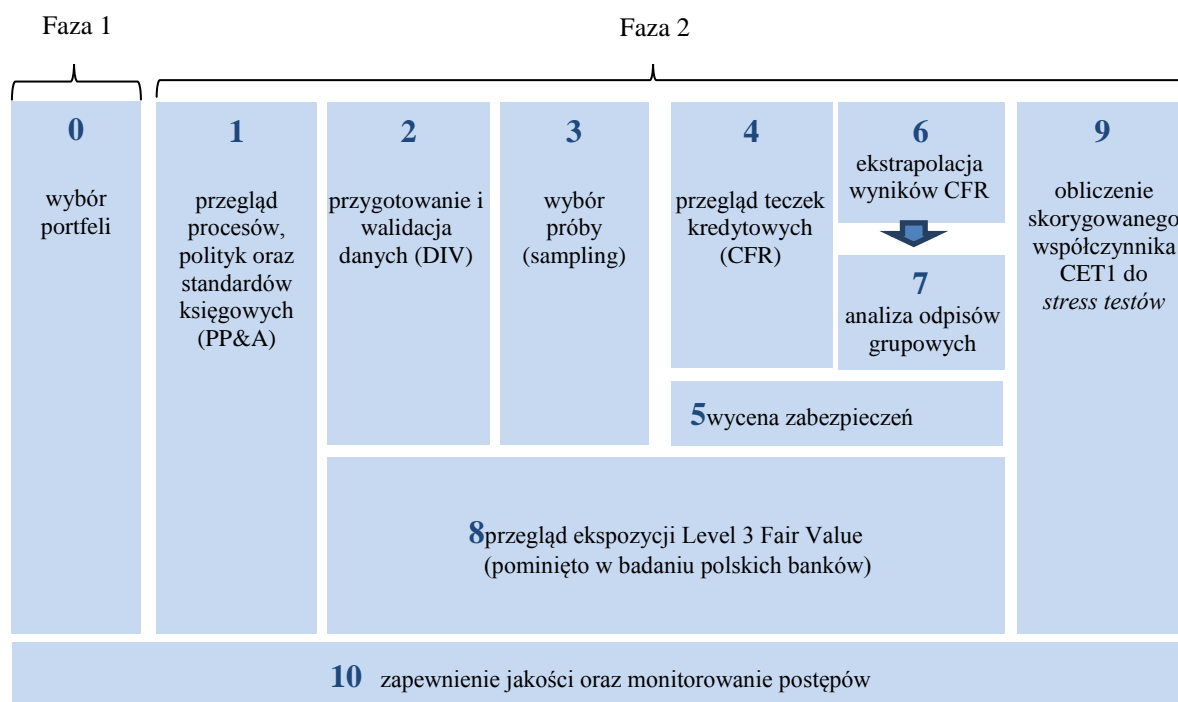 Faza 1
Faza 2
0
wybór
portfeli
1
przegląd
procesów,
polityk oraz
standardów
księgowych
(PP&A)
2
przygotowanie i
walidacja
danych (DIV)
3
wybór
próby
(sampling)
4
przegląd teczek
kredytowych
(CFR)
6
ekstrapolacja
wyników CFR
7
analiza odpisów
grupowych
5wycena zabezpieczeń
9
obliczenie
skorygowanego
współczynnika
CET1 do
stress testów
8przegląd ekspozycji Level 3 Fair Value
(pominięto w badaniu polskich banków)
10 zapewnienie jakości oraz monitorowanie postępów